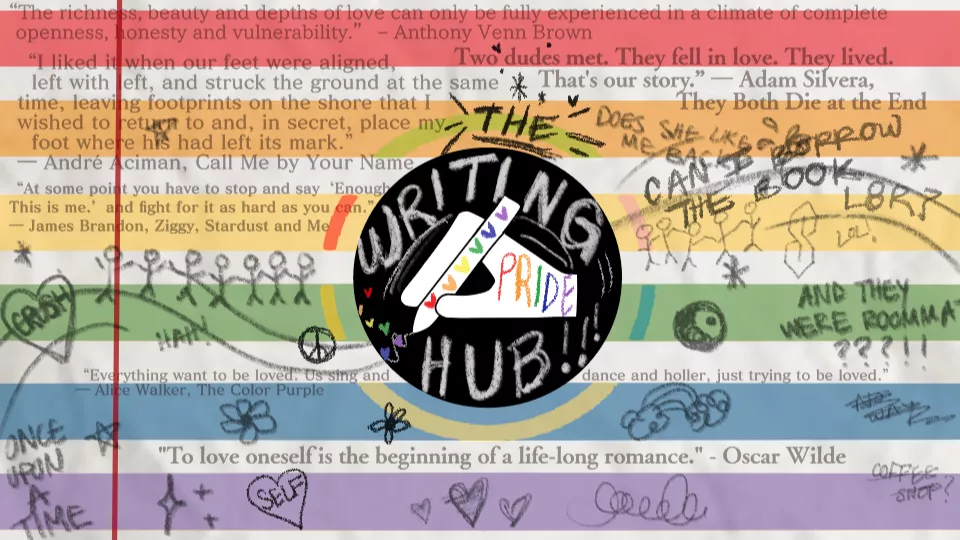 “The richness, beauty and depths of love can only be fully experienced in a climate of complete
openness, honesty and vulnerability.” – Anthony Venn Brown
“I liked it when our feet were aligned,
left with left, and struck the ground at the same
time, leaving footprints on the shore that I
wished to return to and, in secret, place my
foot where his had left its mark.”
— André Aciman, Call Me by Your Name
Two dudes met. They fell in love. They lived.
That's our story.” — Adam Silvera,
They Both Die at the End
“At some point you have to stop and say ‘Enough
This is me.’ and fight for it as hard as you can.”
— James Brandon, Ziggy, Stardust and Me
THE
WRITING
PRIDE
HUB!!!
DOES SHE LIKE
ME BACK?
CAN I BORROW
THE BOOK
L8R?
LOL!
CRUSH
HAH!
AND THEY
WERE ROOMMA
???!!
“Everything want to be loved. Us sing and dance and holler, just trying to be loved.”
— Alice Walker, The Color Purple
"To love oneself is the beginning of a life-long romance." - Oscar Wilde
ONCE
UPON
A
TIME
SELF
COFFEE
SHOP?